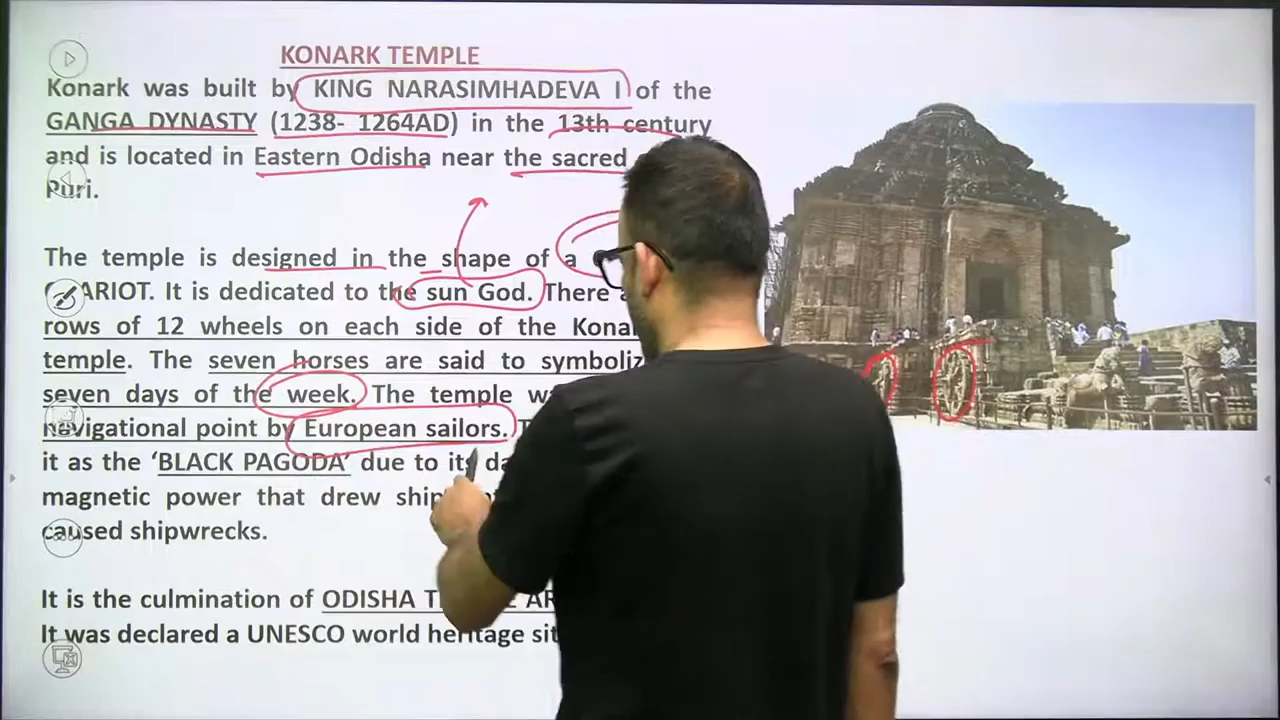 KONARK TEMPLE
Konark was built by KING NARASIMHADEVA I of the
GANGA DYNASTY (1238- 1264AD) in the 13th century
and is located in Eastern Odisha near the sacred
Puri.
The temple is designed in the shape of a
CHARIOT. It is dedicated to the sun God. There
rows of 12 wheels on each side of the
temple. The seven horses are said to
seven days of the week. The temple
navigational point by European sailors.
it as the ‘BLACK PAGODA’ due to its
magnetic power that drew
caused shipwrecks.
It is the culmination of ODISHA
It was declared a UNESCO world heritage